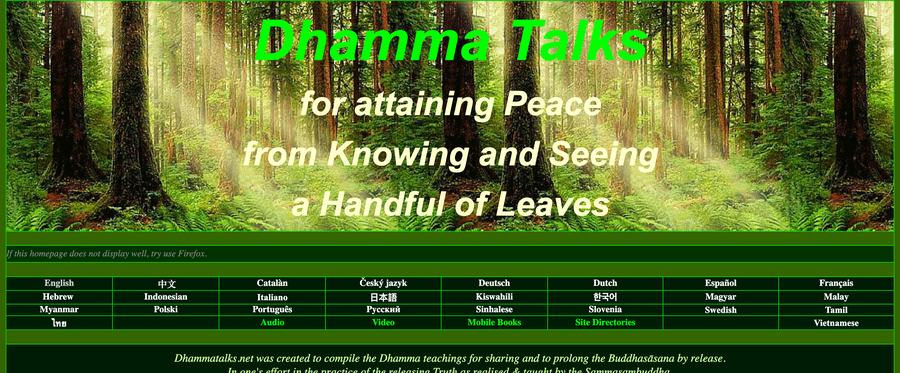 Dhamma Talks
for attaining Peace
from Knowing and Seeing
a Handful of Leaves
If this homepage does not display well, try use Firefox.
English 中文 Catalàn Český jazyk Deutsch Dutch Español Français
Hebrew Indonesian Italiano 日本語 Kiswahili 한국어 Magyar Malay
Myanmar Polski Português Русский Sinhalese Slovenia Swedish Tamil
ไทย Audio Video Mobile Books Site Directories Vietnamese
Dhammatalks.net was created to compile the Dhamma teachings for sharing and to prolong the Buddhasāsana by release.
In one's effort in the practice of the releasing Truth as realised & taught by the Sammasambuddha